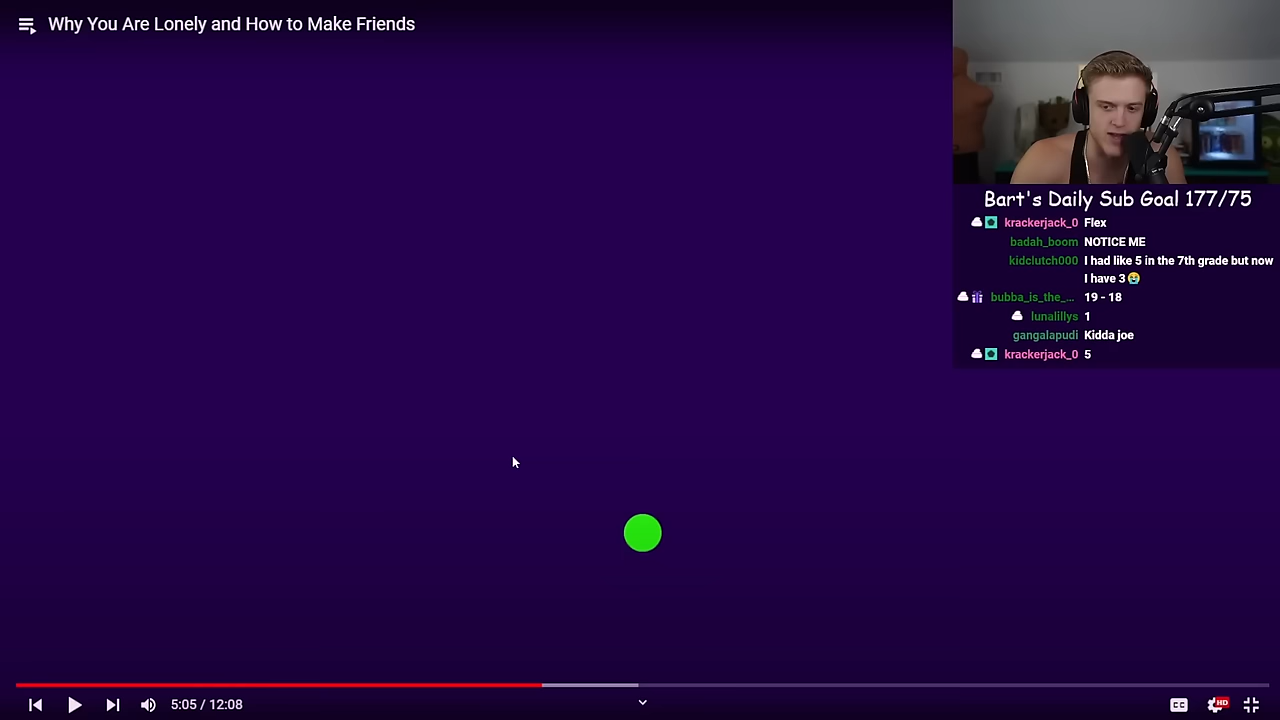 Why You Are Lonely and How to Make Friends
Bart's Daily Sub Goal 177/75
krackerjack_0 Flex
badah_boom NOTICE ME
kidclutch000 I had like 5 in the 7th grade but now
I have 3😭
bubba_is_the_... 19 - 18
lunalillys 1
gangalapudi Kidda joe
krackerjack_0 5
5:05 / 12:08
CC
HD